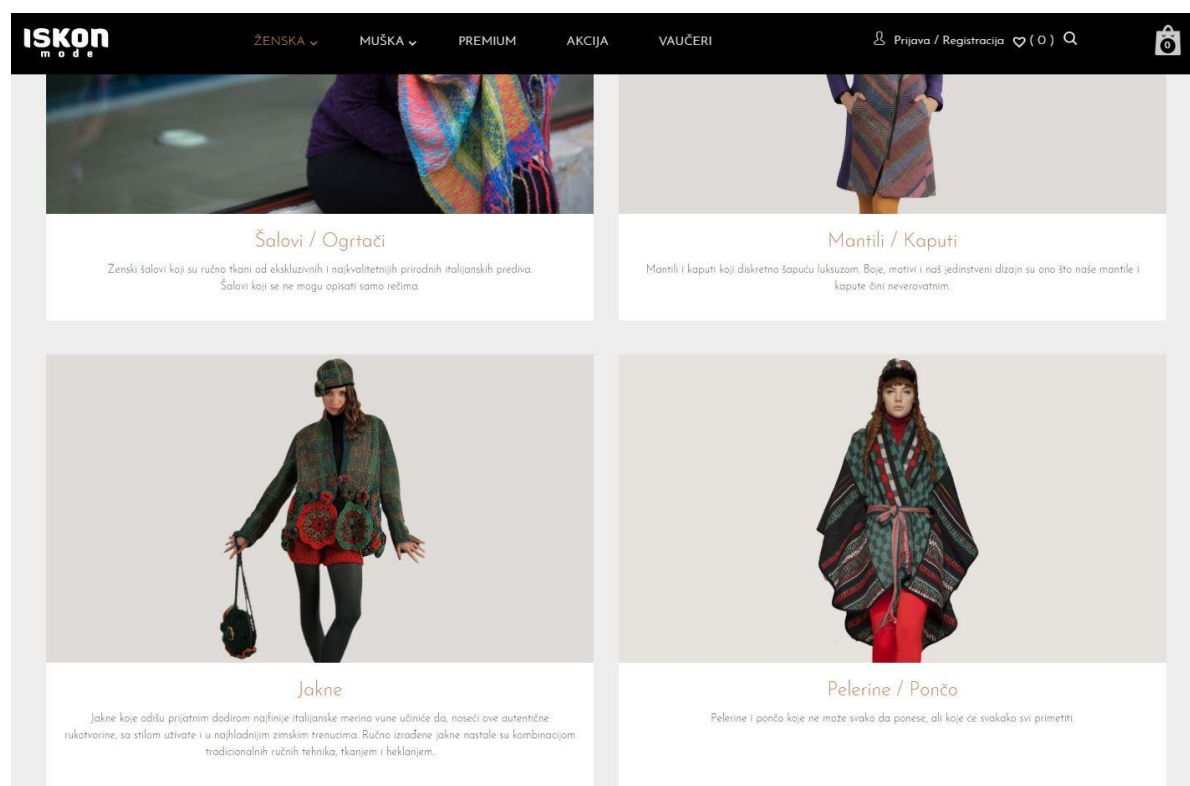 ISKON
mode
ŽENSKA
MUŠKA
PREMIUM
AKCIJA
VAUČERI
Prijava / Registracija
( 0 )
0
Šalovi / Ogrtači
Ženski šalovi koji su ručno tkani od ekskluzivnih i najkvalitetnijih prirodnih italijanskih prediva.
Šalovi koji se ne mogu opisati samo rečima.
Mantili / Kaputi
Mantili i kaputi koji diskretno šapuću luksuzom. Boje, motivi i naš jedinstveni dizajn su ono što naše mantile i
kapute čini neverovatnim.
Jakne
Jakne koje odišu prijatnim dodirom najfinije italijanske merino vune učiniće da, noseći ove autentične
rukotvorine, sa stilom uživate i u najhladnijim zimskim trenucima. Ručno izrađene jakne nastale su kombinacijom
tradicionalnih ručnih tehnika, tkanjem i heklanjem.
Pelerine / Pončo
Pelerine i pončo koje ne može svako da ponese, ali koje će svakako svi primetiti.